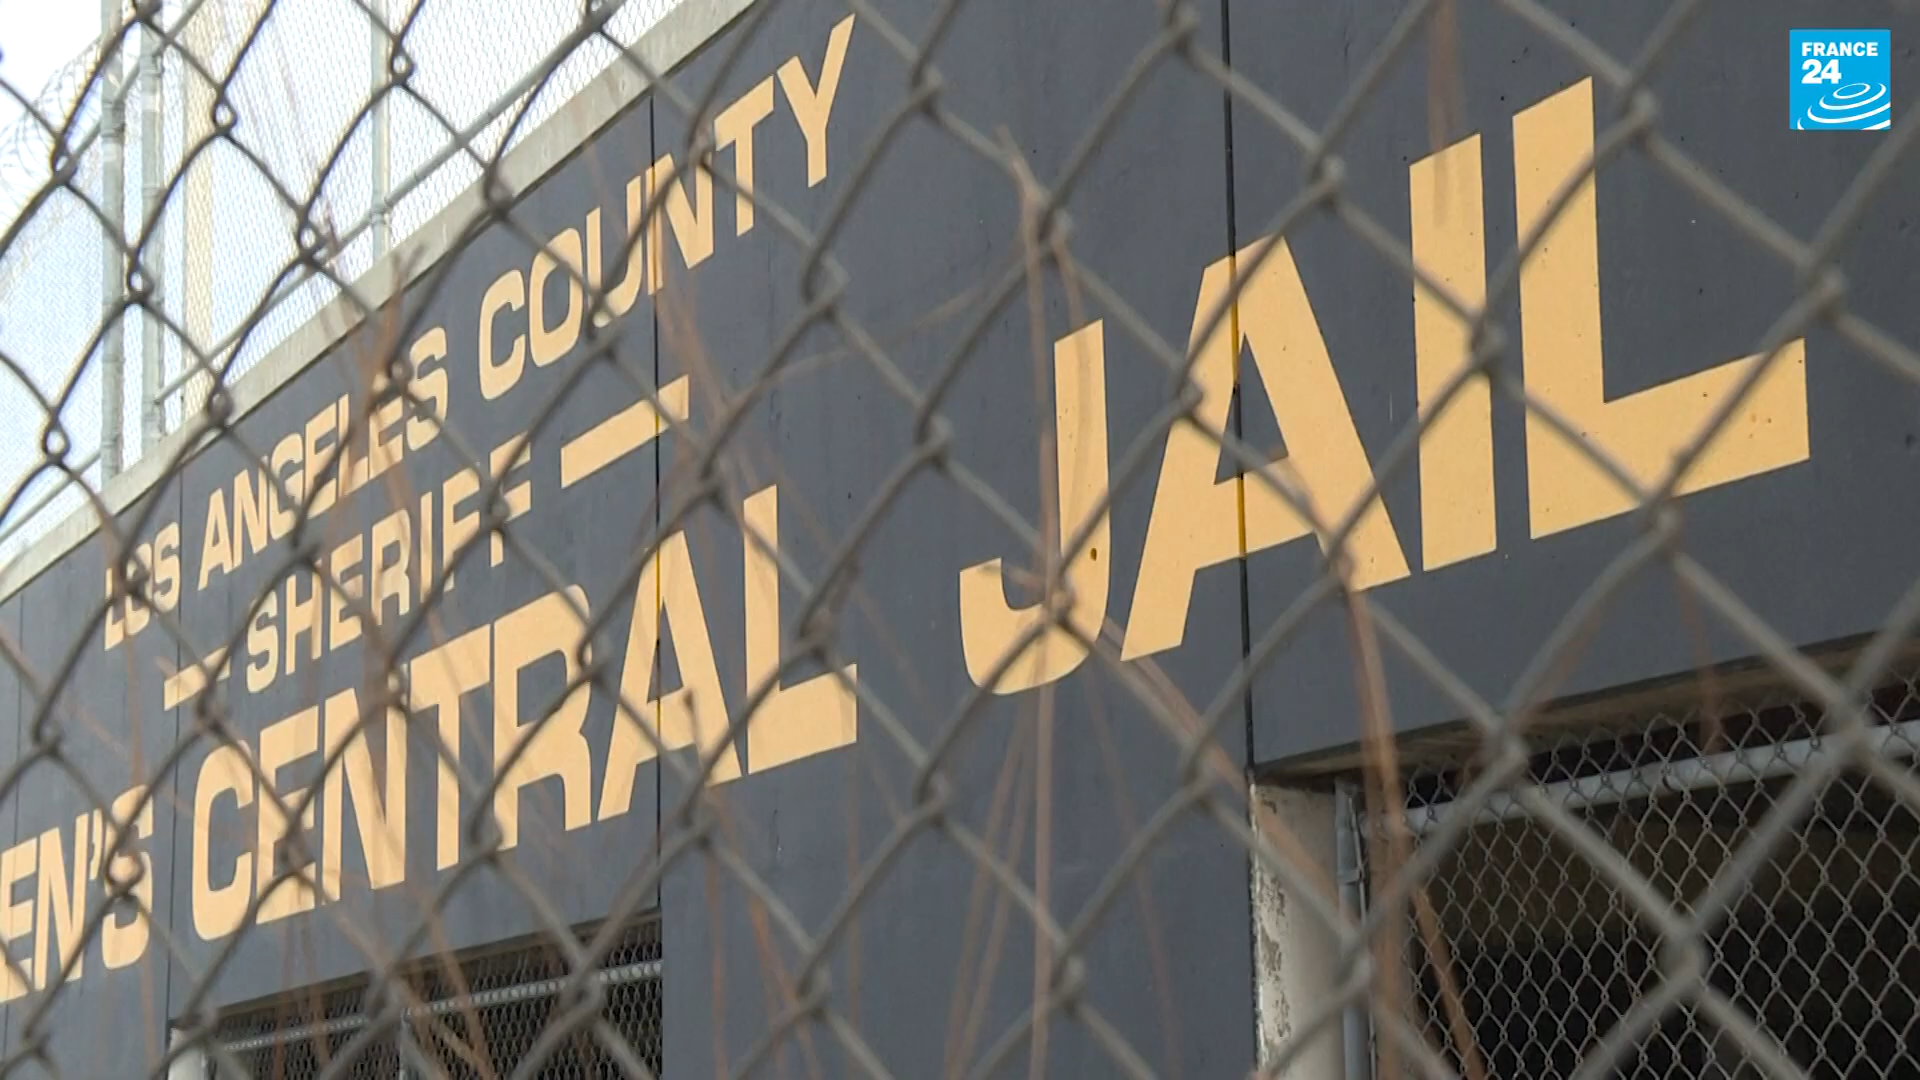 LOS ANGELES COUNTY
— SHERIFF —
EN'S CENTRAL JAIL
FRANCE
24